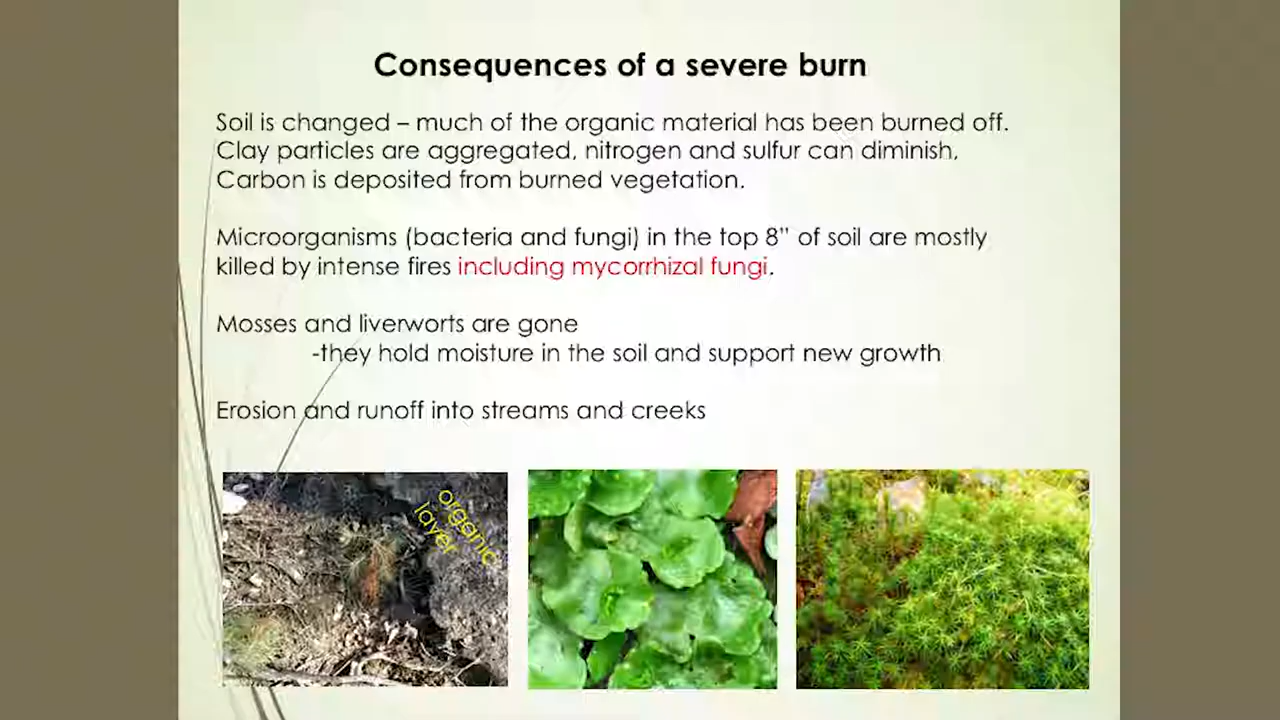 Consequences of a severe burn
Soil is changed – much of the organic material has been burned off.
Clay particles are aggregated, nitrogen and sulfur can diminish,
Carbon is deposited from burned vegetation.
Microorganisms (bacteria and fungi) in the top 8” of soil are mostly
killed by intense fires including mycorrhizal fungi.
Mosses and liverworts are gone
-they hold moisture in the soil and support new growth
Erosion and runoff into streams and creeks
organic
layer